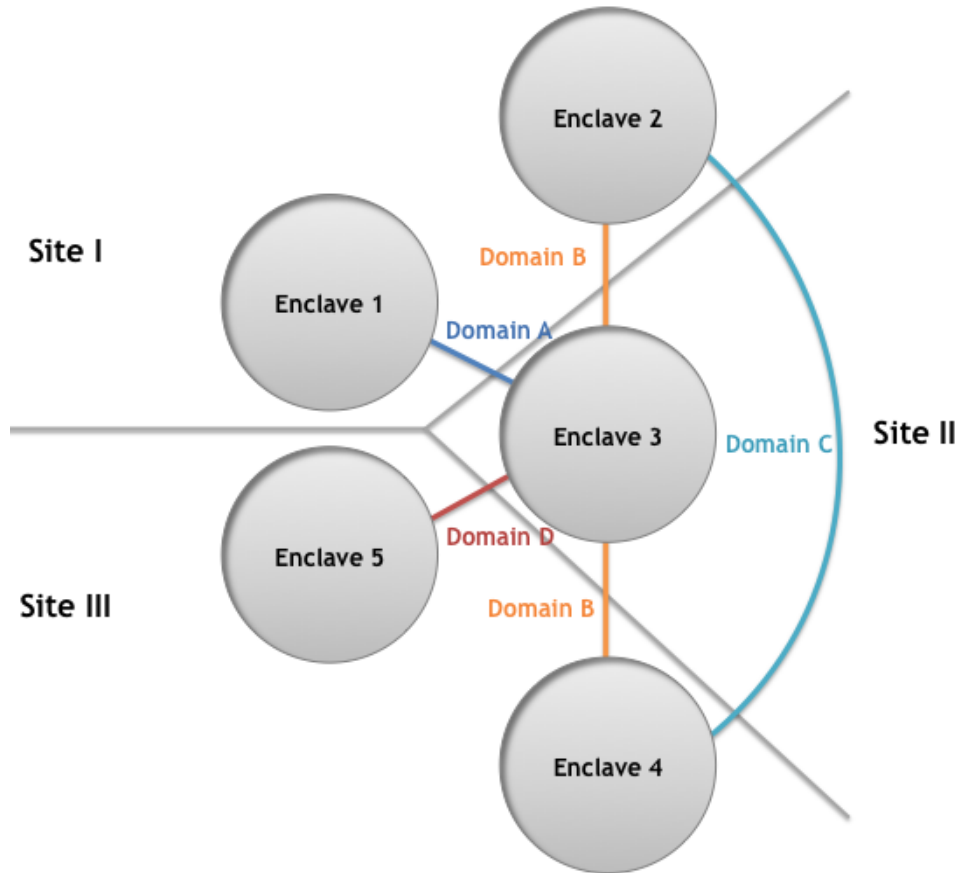 Enclave 2
Site I
Domain B
Enclave 1
Domain A
Enclave 3
Domain C
Site II
Domain D
Enclave 5
Site III
Domain B
Enclave 4